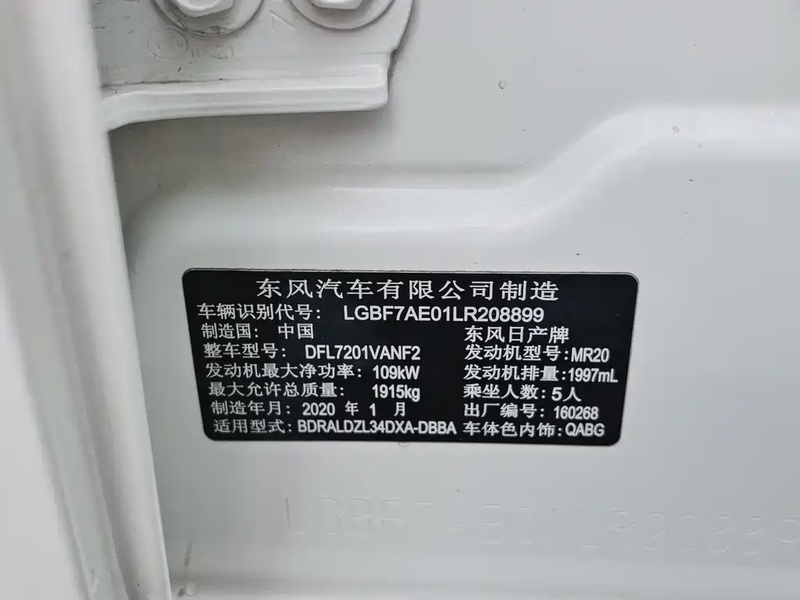 东风汽车有限公司制造
车辆识别代号: LGBF7AE01LR208899
制造国: 中国 东风日产牌
整车型号: DFL7201VANF2 发动机型号: MR20
发动机最大净功率: 109kW 发动机排量: 1997mL
最大允许总质量: 1915kg 乘坐人数: 5人
制造年月: 2020 年 1 月 出厂编号: 160268
适用型式: BDRALDZL34DXA-DBBA 车体色内饰: QABG